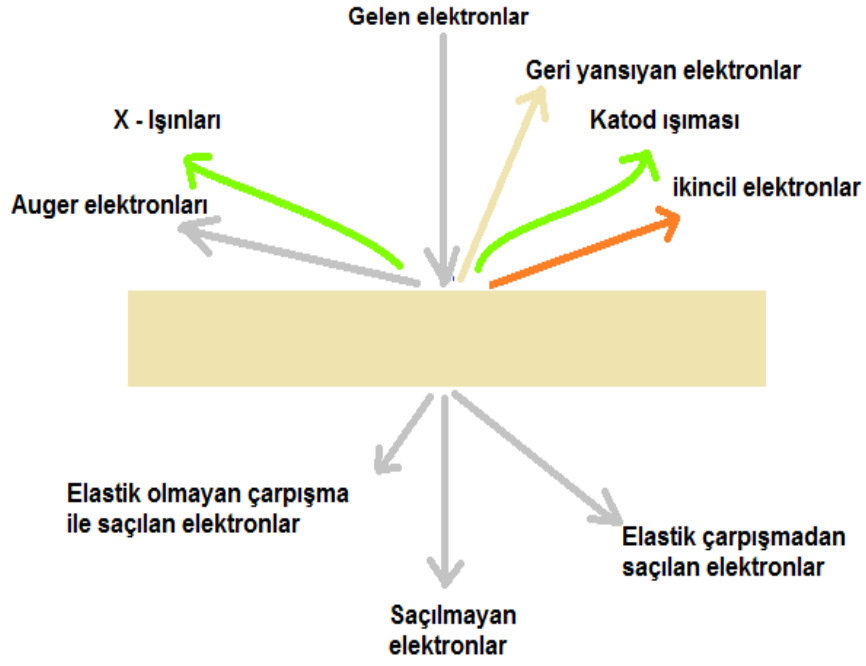 Gelen elektronlar
Geri yansıyan elektronlar
X - Işınları
Katod ışıması
Auger elektronları
ikincil elektronlar
Elastik olmayan çarpışma
ile saçılan elektronlar
Elastik çarpışmadan
saçılan elektronlar
Saçılmayan
elektronlar